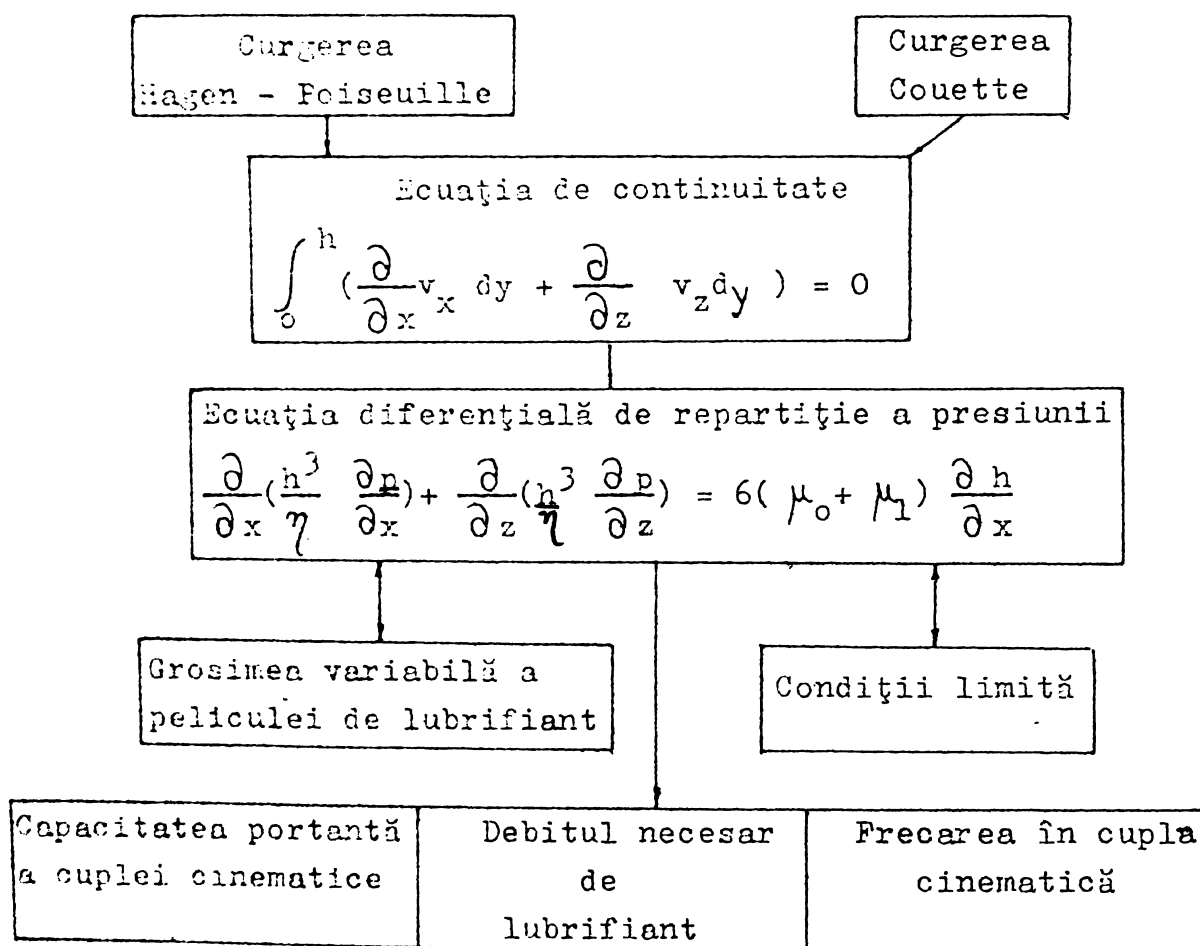 Curgerea
Hagen - Poiseuille
Curgerea
Couette
Ecuaţia de continuitate
∫₀ʰ (∂/∂x vₓ dy + ∂/∂z v_z dy ) = 0
Ecuaţia diferenţială de repartiţie a presiunii
∂/∂x (h³/η ∂p/∂x) + ∂/∂z (h³/η ∂p/∂z) = 6( μ₀ + μ₁ ) ∂h/∂x
Grosimea variabilă a
peliculei de lubrifiant
Condiţii limită
Capacitatea portantă
a cuplei cinematice
Debitul necesar
de
lubrifiant
Frecarea în cupla
cinematică